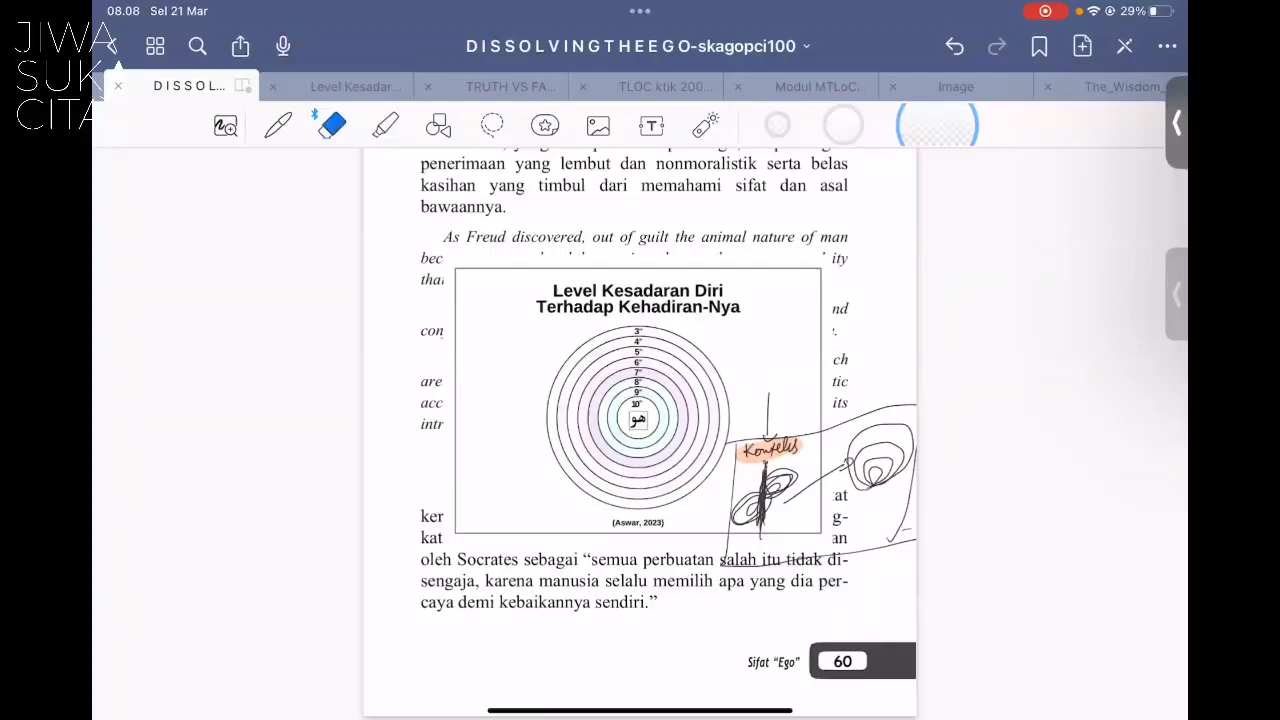 JIWA
SUKA
CITA
08.08 Sel 21 Mar
29%
D I S S O L V I N G T H E E G O-skagopci100
D I S S O L...
Level Kesadar...
TRUTH VS FA...
TLOC ktik 200...
Modul MTLoC:...
Image
The_Wisdom_
penerimaan yang lembut dan nonmoralistik serta belas
kasihan yang timbul dari memahami sifat dan asal
bawaannya.
As Freud discovered, out of guilt the animal nature of man
bec
ity
that
Level Kesadaran Diri
Terhadap Kehadiran-Nya
nd
con
.
ch
are
tic
acc
its
intr
3"
4"
5"
6"
7"
8"
9"
10"
هو
Konteks
at
ker
g-
kat
an
(Aswar, 2023)
oleh Socrates sebagai “semua perbuatan salah itu tidak di-
sengaja, karena manusia selalu memilih apa yang dia per-
caya demi kebaikannya sendiri.”
Sifat “Ego”
60